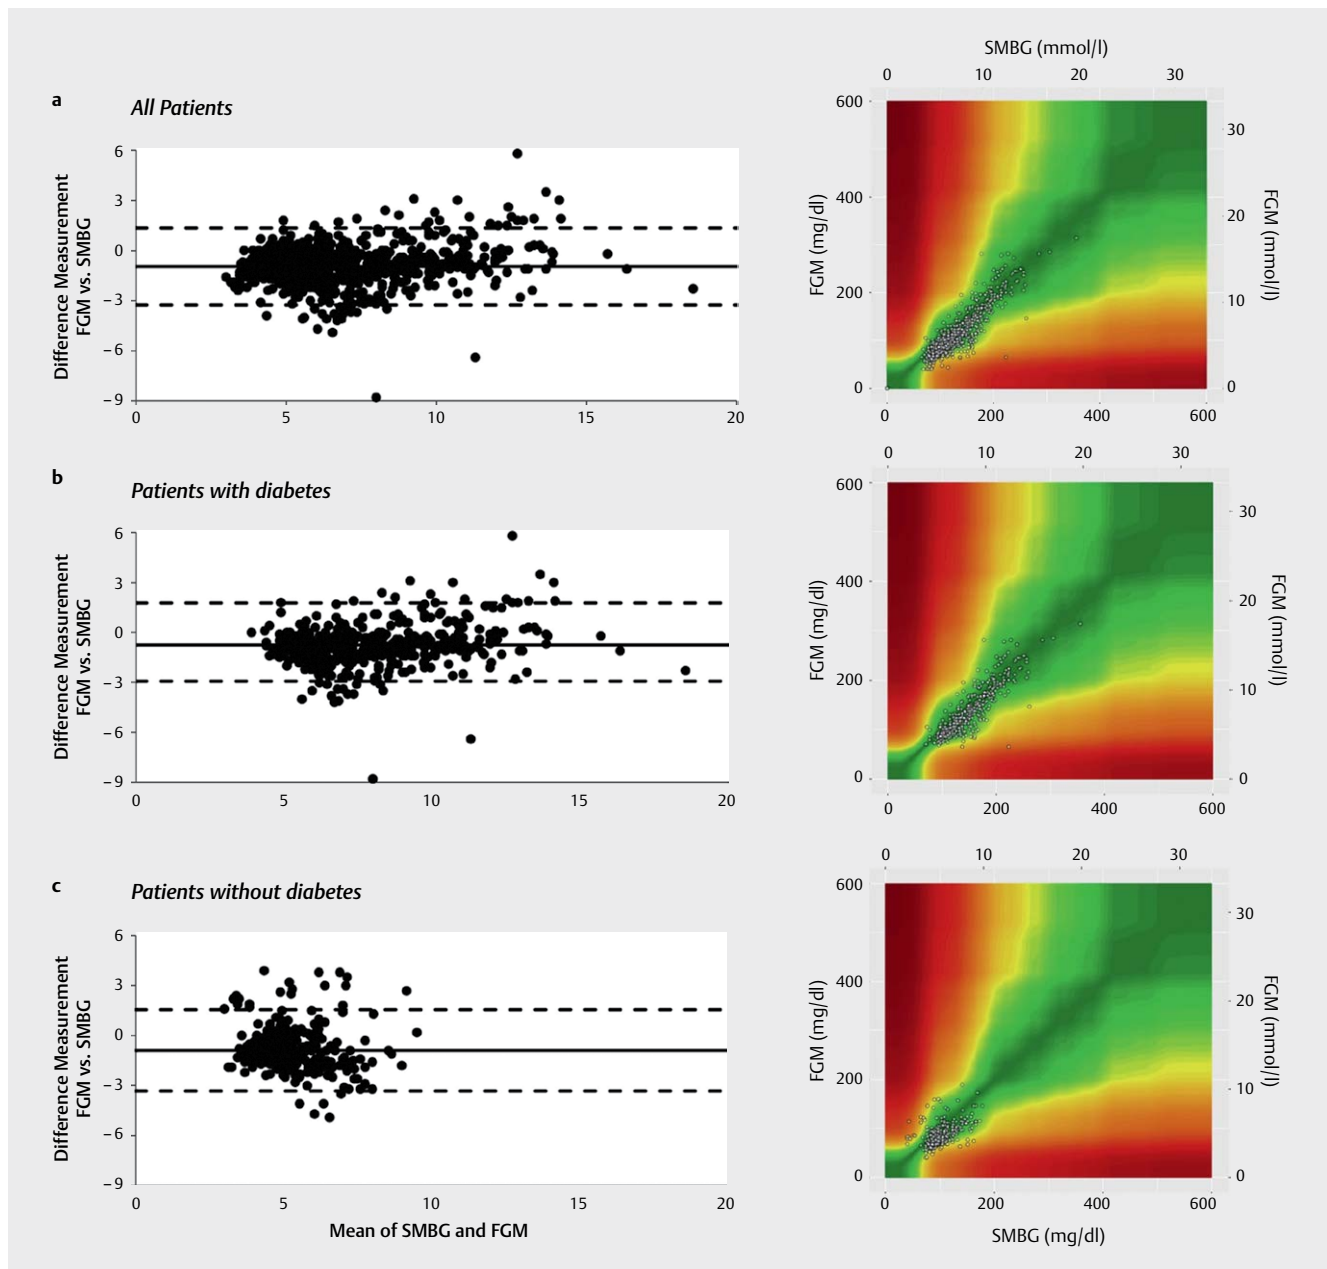 SMBG (mmol/l)
0 10 20 30
a
All Patients
Difference Measurement
FGM vs. SMBG
6
3
0
−3
−6
−9
0 5 10 15 20
FGM (mg/dl)
600
400
200
0
30
20
10
0
FGM (mmol/l)
0 200 400 600
b
Patients with diabetes
Difference Measurement
FGM vs. SMBG
6
3
0
−3
−6
−9
0 5 10 15 20
0 10 20 30
FGM (mg/dl)
600
400
200
0
30
20
10
0
FGM (mmol/l)
0 200 400 600
c
Patients without diabetes
Difference Measurement
FGM vs. SMBG
6
3
0
−3
−6
−9
0 5 10 15 20
Mean of SMBG and FGM
0 10 20 30
FGM (mg/dl)
600
400
200
0
30
20
10
0
FGM (mmol/l)
0 200 400 600
SMBG (mg/dl)